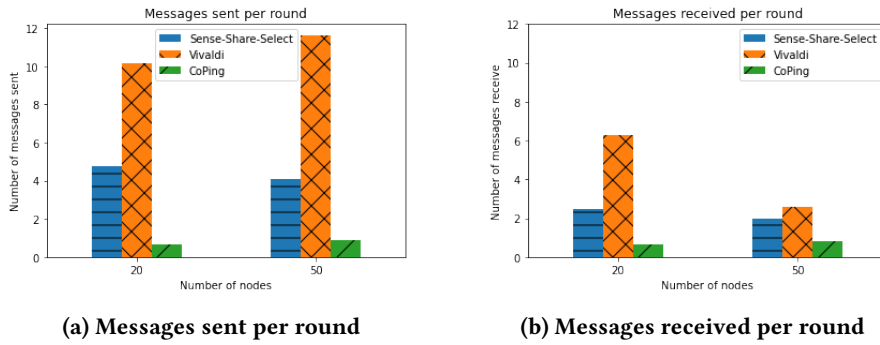 Messages sent per round
Number of messages sent
12
10
8
6
4
2
0
Sense-Share-Select
Vivaldi
CoPing
20
50
Number of nodes
(a) Messages sent per round
Messages received per round
Number of messages receive
12
10
8
6
4
2
0
Sense-Share-Select
Vivaldi
CoPing
20
50
Number of nodes
(b) Messages received per round